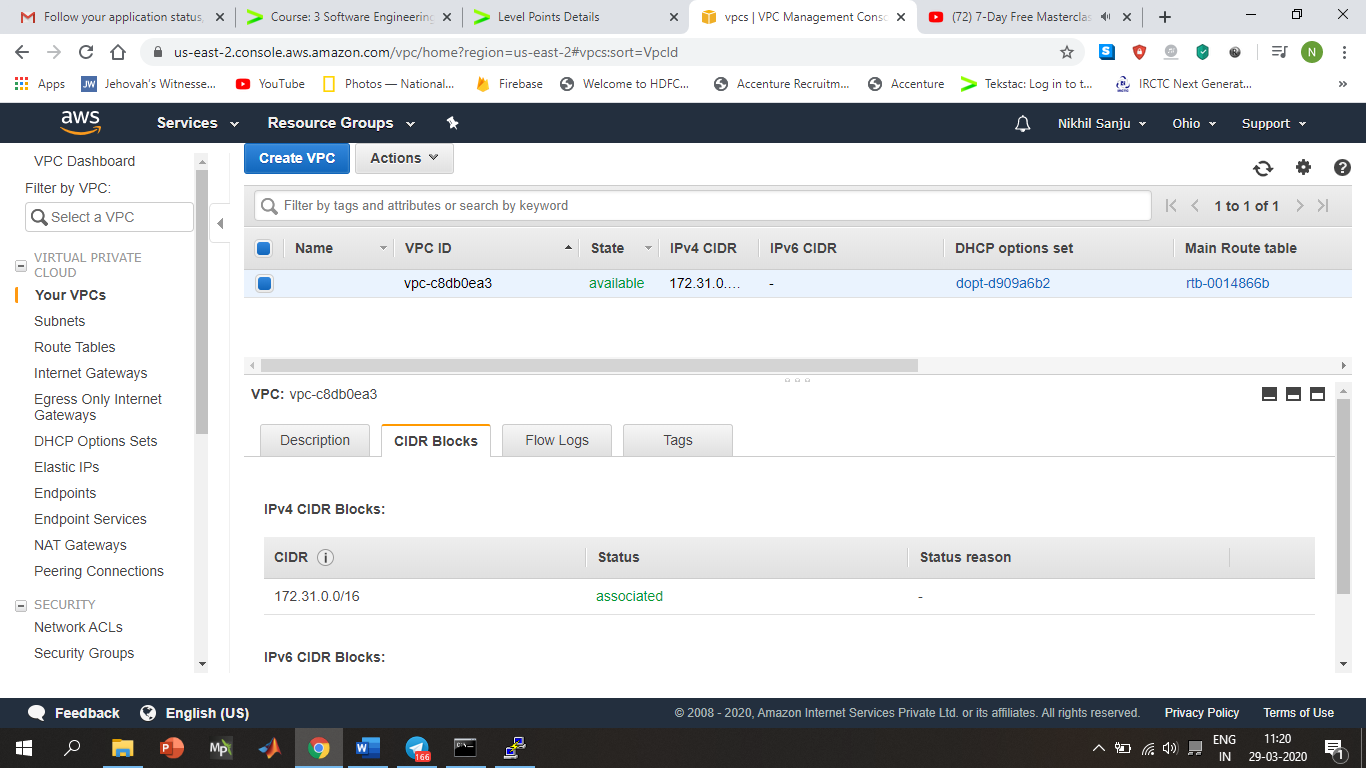 Follow your application status,
Course: 3 Software Engineering
Level Points Details
vpcs | VPC Management Conso
(72) 7-Day Free Masterclas
us-east-2.console.aws.amazon.com/vpc/home?region=us-east-2#vpcs:sort=VpcId
N
Apps
JW
Jehovah's Witnesse...
YouTube
Photos — National...
Firebase
Welcome to HDFC...
Accenture Recruitm...
Accenture
Tekstac: Log in to t...
IRCTC Next Generat...
aws
Services
Resource Groups
Nikhil Sanju
Ohio
Support
VPC Dashboard
Filter by VPC:
Select a VPC
VIRTUAL PRIVATE
CLOUD
Your VPCs
Subnets
Route Tables
Internet Gateways
Egress Only Internet
Gateways
DHCP Options Sets
Elastic IPs
Endpoints
Endpoint Services
NAT Gateways
Peering Connections
SECURITY
Network ACLs
Security Groups
Create VPC
Actions
Filter by tags and attributes or search by keyword
1 to 1 of 1
Name
VPC ID
State
IPv4 CIDR
IPv6 CIDR
DHCP options set
Main Route table
vpc-c8db0ea3
available
172.31.0....
-
dopt-d909a6b2
rtb-0014866b
VPC: vpc-c8db0ea3
Description
CIDR Blocks
Flow Logs
Tags
IPv4 CIDR Blocks:
CIDR
Status
Status reason
172.31.0.0/16
associated
-
IPv6 CIDR Blocks:
Feedback
English (US)
© 2008 - 2020, Amazon Internet Services Private Ltd. or its affiliates. All rights reserved.
Privacy Policy
Terms of Use
166
ENG
IN
11:20
29-03-2020
1